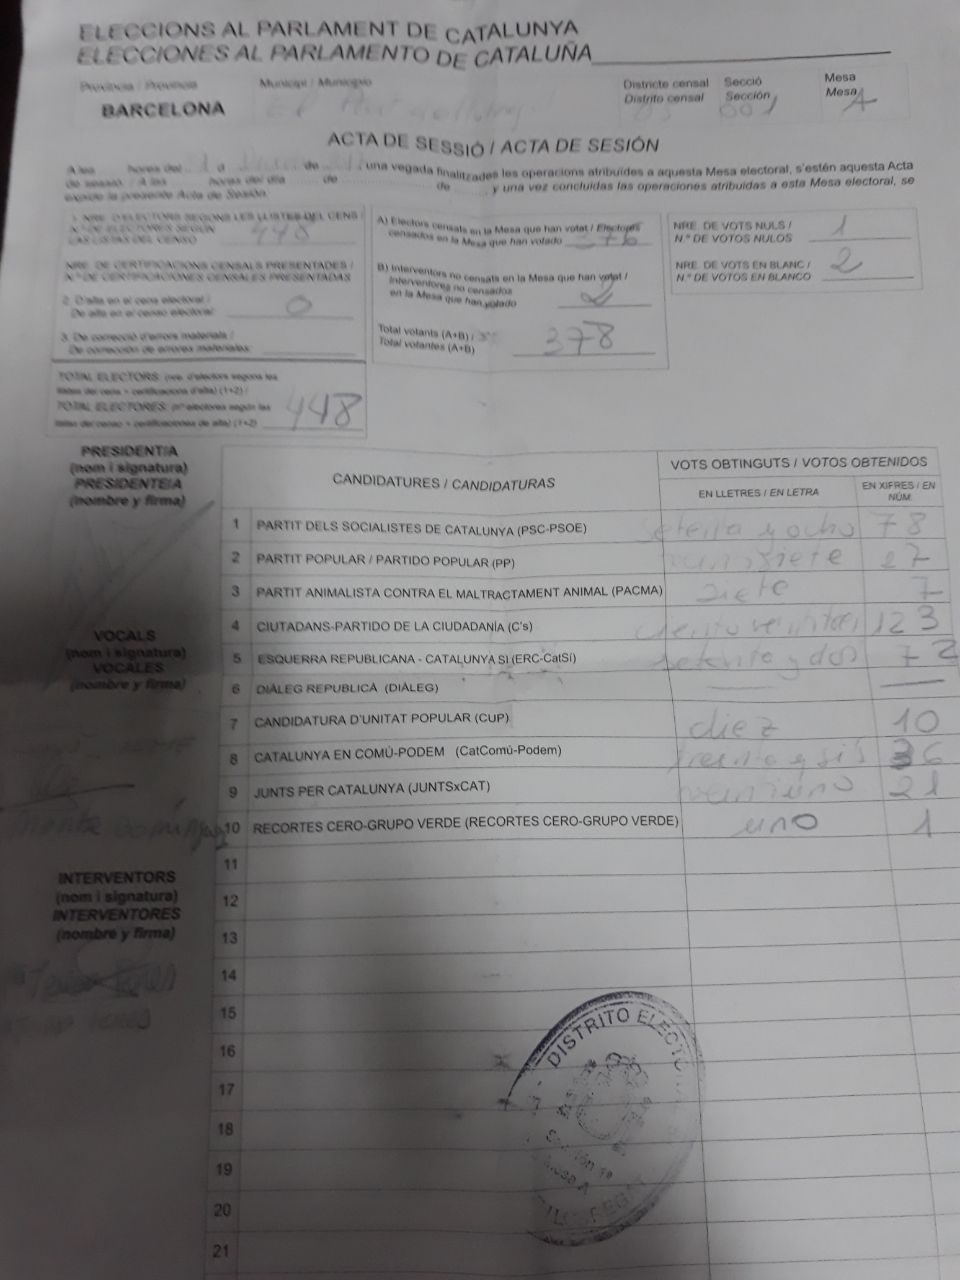 ELECCIONS AL PARLAMENT DE CATALUNYA
ELECCIONES AL PARLAMENTO DE CATALUÑA
Província / Provincia
Municipi / Municipio
Districte censal
Distrito censal
Secció
Sección
Mesa
Mesa
BARCELONA
El Prat
03
001
A
ACTA DE SESSIÓ / ACTA DE SESIÓN
A les hores del de , una vegada finalitzades les operacions atribuïdes a aquesta Mesa electoral, s'estén aquesta Acta
de sessió. / A las horas del día de de y una vez concluidas las operaciones atribuidas a esta Mesa electoral, se
expide la presente Acta de Sesión.
1. NRE. D'ELECTORS SEGONS LES LLISTES DEL CENS /
N.º DE ELECTORES SEGÚN
LAS LISTAS DEL CENSO
448
NRE. DE CERTIFICACIONS CENSALS PRESENTADES /
N.º DE CERTIFICACIONES CENSALES PRESENTADAS
2. D'alta en el cens electoral /
De alta en el censo electoral:
0
3. De correcció d'errors materials /
De corrección de errores materiales:
TOTAL ELECTORS: (nre. d'electors segons les
llistes del cens + certificacions d'alta) (1+2) /
TOTAL ELECTORES: (nº electores según las
listas del censo + certificaciones de alta) (1+2)
448
A) Electors censats en la Mesa que han votat / Electores
censados en la Mesa que han votado
376
B) Interventors no censats en la Mesa que han votat /
Interventores no censados
en la Mesa que han votado
2
Total votants (A+B) /
Total votantes (A+B)
378
NRE. DE VOTS NULS /
N.º DE VOTOS NULOS
1
NRE. DE VOTS EN BLANC /
N.º DE VOTOS EN BLANCO
2
PRESIDENT/A
(nom i signatura)
PRESIDENTE/A
(nombre y firma)
VOCALS
(nom i signatura)
VOCALES
(nombre y firma)
INTERVENTORS
(nom i signatura)
INTERVENTORES
(nombre y firma)
CANDIDATURES / CANDIDATURAS
VOTS OBTINGUTS / VOTOS OBTENIDOS
EN LLETRES / EN LETRA
EN XIFRES / EN
NÚM.
1 PARTIT DELS SOCIALISTES DE CATALUNYA (PSC-PSOE) setenta y ocho 78
2 PARTIT POPULAR / PARTIDO POPULAR (PP) 27
3 PARTIT ANIMALISTA CONTRA EL MALTRACTAMENT ANIMAL (PACMA) siete 7
4 CIUTADANS-PARTIDO DE LA CIUDADANÍA (C's) 123
5 ESQUERRA REPUBLICANA - CATALUNYA SI (ERC-CatSí) setenta y dos 72
6 DIÀLEG REPUBLICÀ (DIÀLEG)
7 CANDIDATURA D'UNITAT POPULAR (CUP) diez 10
8 CATALUNYA EN COMÚ-PODEM (CatComú-Podem) 36
9 JUNTS PER CATALUNYA (JUNTSxCAT) 21
10 RECORTES CERO-GRUPO VERDE (RECORTES CERO-GRUPO VERDE) uno 1
11
12
13
14
15
16
17
18
19
20
21
DISTRITO ELECTO
Sección
Mesa A